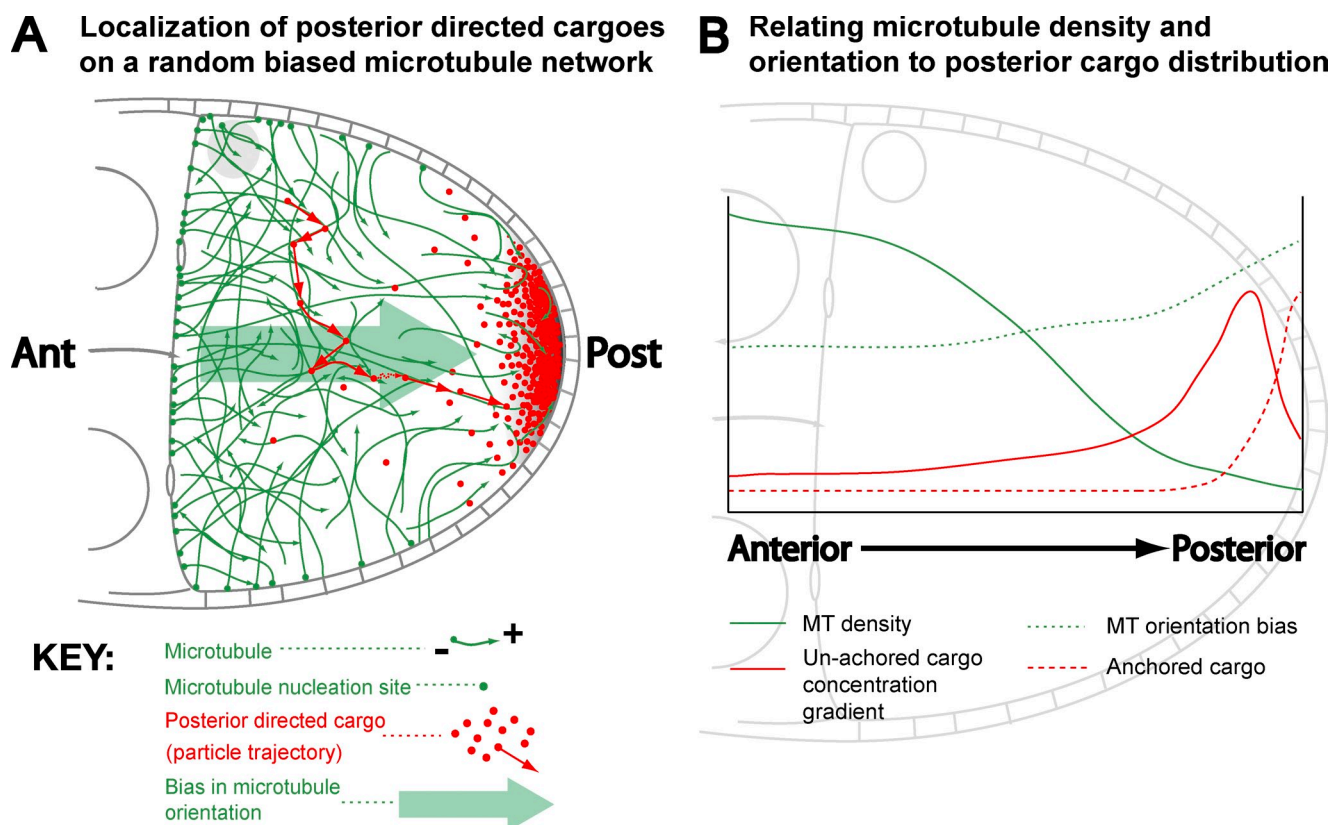 A
Localization of posterior directed cargoes
on a random biased microtubule network
Ant
Post
KEY:
Microtubule
- +
Microtubule nucleation site
Posterior directed cargo
(particle trajectory)
Bias in microtubule
orientation
B
Relating microtubule density and
orientation to posterior cargo distribution
Anterior
Posterior
MT density
MT orientation bias
Un-achored cargo
concentration
gradient
Anchored cargo